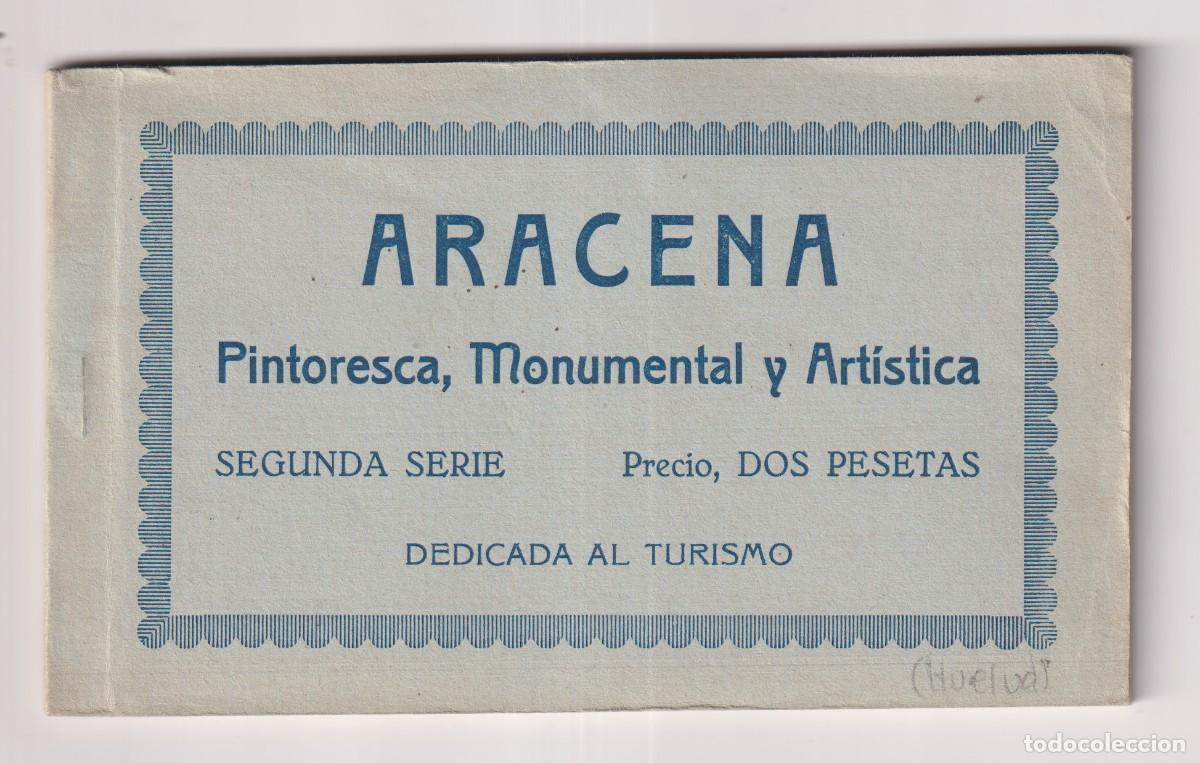 ARACENA
Pintoresca, Monumental y Artística
SEGUNDA SERIE Precio, DOS PESETAS
DEDICADA AL TURISMO
(Huelva)
todocoleccion